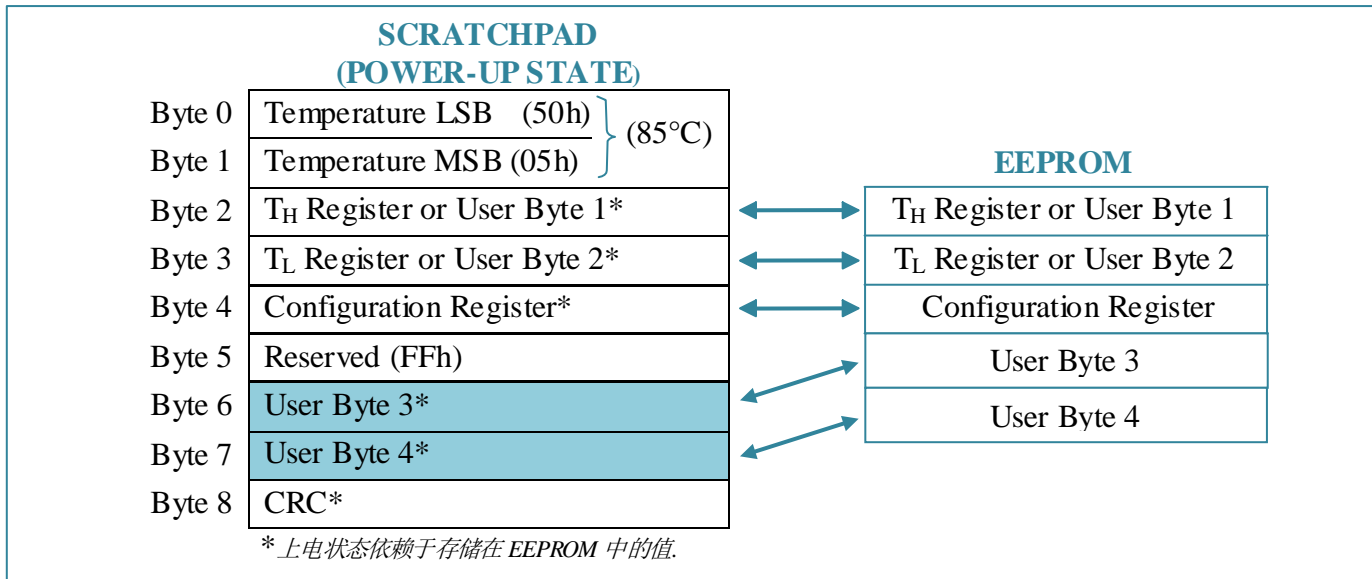 SCRATCHPAD
(POWER-UP STATE)
Byte 0 Temperature LSB (50h)
(85°C)
Byte 1 Temperature MSB (05h)
EEPROM
Byte 2 TH Register or User Byte 1* TH Register or User Byte 1
Byte 3 TL Register or User Byte 2* TL Register or User Byte 2
Byte 4 Configuration Register* Configuration Register
Byte 5 Reserved (FFh) User Byte 3
Byte 6 User Byte 3* User Byte 4
Byte 7 User Byte 4*
Byte 8 CRC*
*上电状态依赖于存储在 EEPROM 中的值.